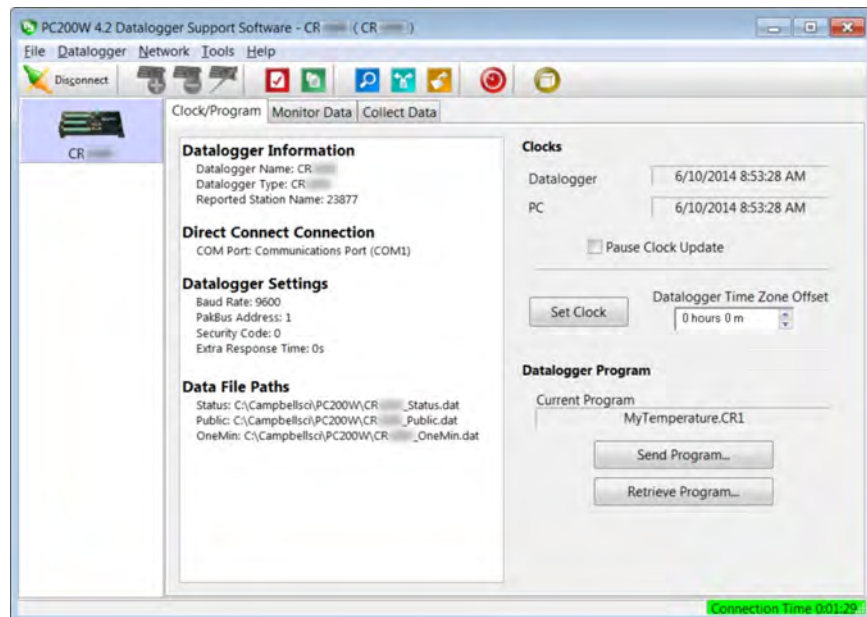 PC200W 4.2 Datalogger Support Software - CR ( CR )
File Datalogger Network Tools Help
Disconnect
CR
Clock/Program Monitor Data Collect Data
Datalogger Information
Datalogger Name: CR
Datalogger Type: CR
Reported Station Name: 23877
Direct Connect Connection
COM Port: Communications Port (COM1)
Datalogger Settings
Baud Rate: 9600
PakBus Address: 1
Security Code: 0
Extra Response Time: 0s
Data File Paths
Status: C:\Campbellsci\PC200W\CR _Status.dat
Public: C:\Campbellsci\PC200W\CR _Public.dat
OneMin: C:\Campbellsci\PC200W\CR _OneMin.dat
Clocks
Datalogger 6/10/2014 8:53:28 AM
PC 6/10/2014 8:53:28 AM
Pause Clock Update
Datalogger Time Zone Offset
Set Clock 0 hours 0 m
Datalogger Program
Current Program
MyTemperature.CR1
Send Program...
Retrieve Program...
Connection Time 0:01:29